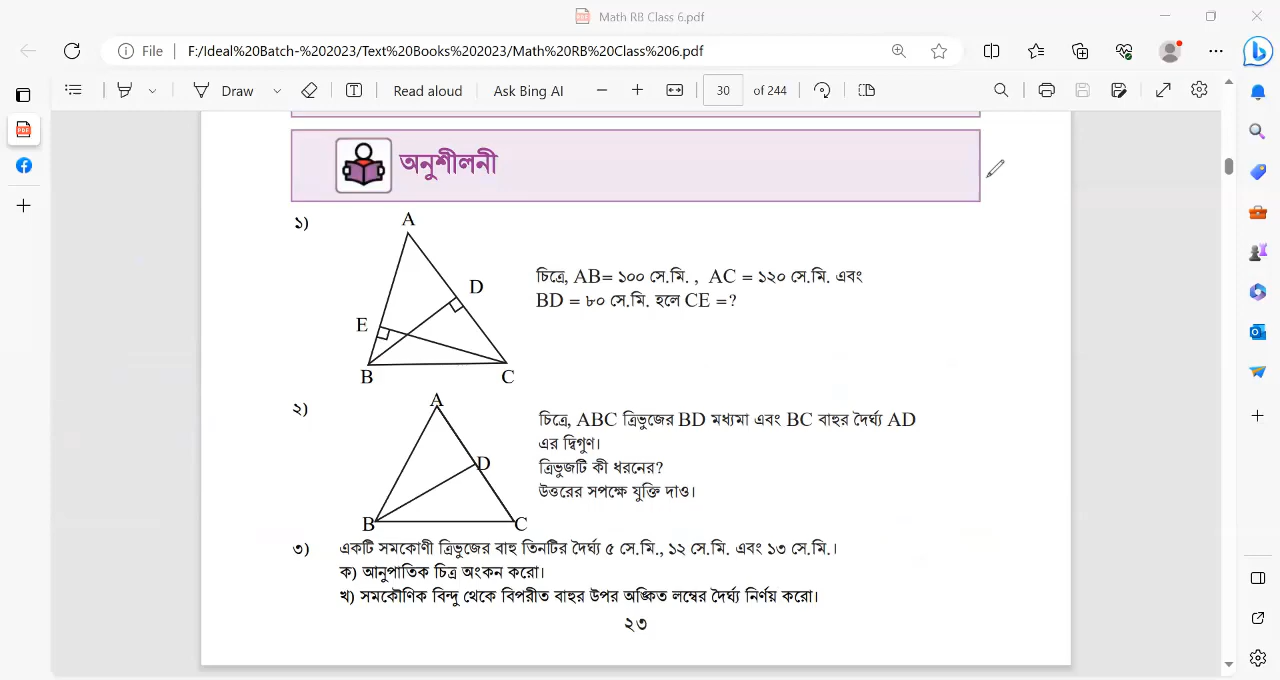 Math RB Class 6.pdf
File
F:/Ideal%20Batch-%202023/Text%20Books%202023/Math%20RB%20Class%206.pdf
Draw
Read aloud
Ask Bing AI
30
of 244
অনুশীলনী
১)
A
D
E
B
C
চিত্রে, AB= ১০০ সে.মি. , AC = ১২০ সে.মি. এবং
BD = ৮০ সে.মি. হলে CE =?
২)
A
D
B
C
চিত্রে, ABC ত্রিভুজের BD মধ্যমা এবং BC বাহুর দৈর্ঘ্য AD
এর দ্বিগুণ।
ত্রিভুজটি কী ধরনের?
উত্তরের সপক্ষে যুক্তি দাও।
৩) একটি সমকোণী ত্রিভুজের বাহু তিনটির দৈর্ঘ্য ৫ সে.মি., ১২ সে.মি. এবং ১৩ সে.মি.।
ক) আনুপাতিক চিত্র অংকন করো।
খ) সমকৌণিক বিন্দু থেকে বিপরীত বাহুর উপর অঙ্কিত লম্বের দৈর্ঘ্য নির্ণয় করো।
২৩